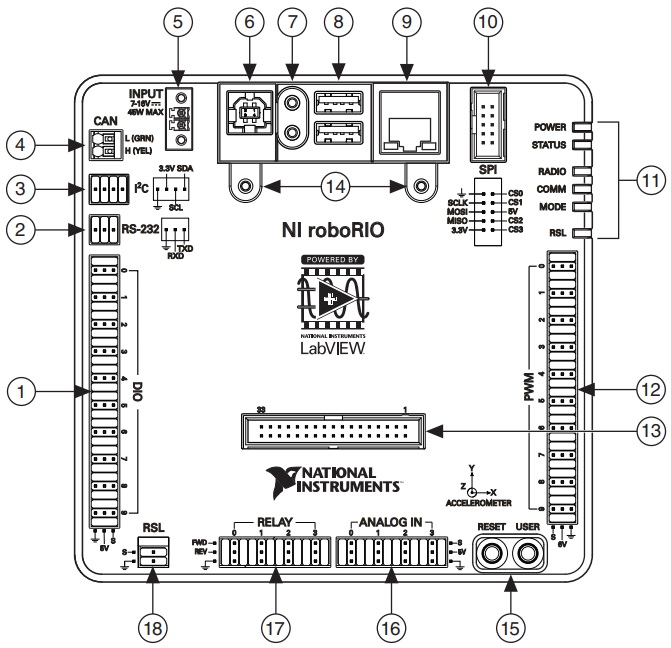 5
6
7
8
9
10
INPUT
7-16V
45W MAX
CAN
4
L (GRN)
H (YEL)
3
I²C
3.3V SDA
SCL
2
RS-232
TXD
RXD
14
SPI
CS0
SCLK
CS1
MOSI
5V
MISO
CS2
3.3V
CS3
POWER
STATUS
RADIO
COMM
MODE
RSL
11
NI roboRIO
POWERED BY
NATIONAL INSTRUMENTS
LabVIEW
1
DIO
0
1
2
3
4
5
6
7
8
9
5V
S
12
PWM
0
1
2
3
4
5
6
7
8
9
S
6V
33
1
13
NATIONAL
INSTRUMENTS
Y
Z
X
ACCELEROMETER
RSL
S
RELAY
0
1
2
3
FWD
REV
ANALOG IN
0
1
2
3
S
5V
RESET
USER
18
17
16
15